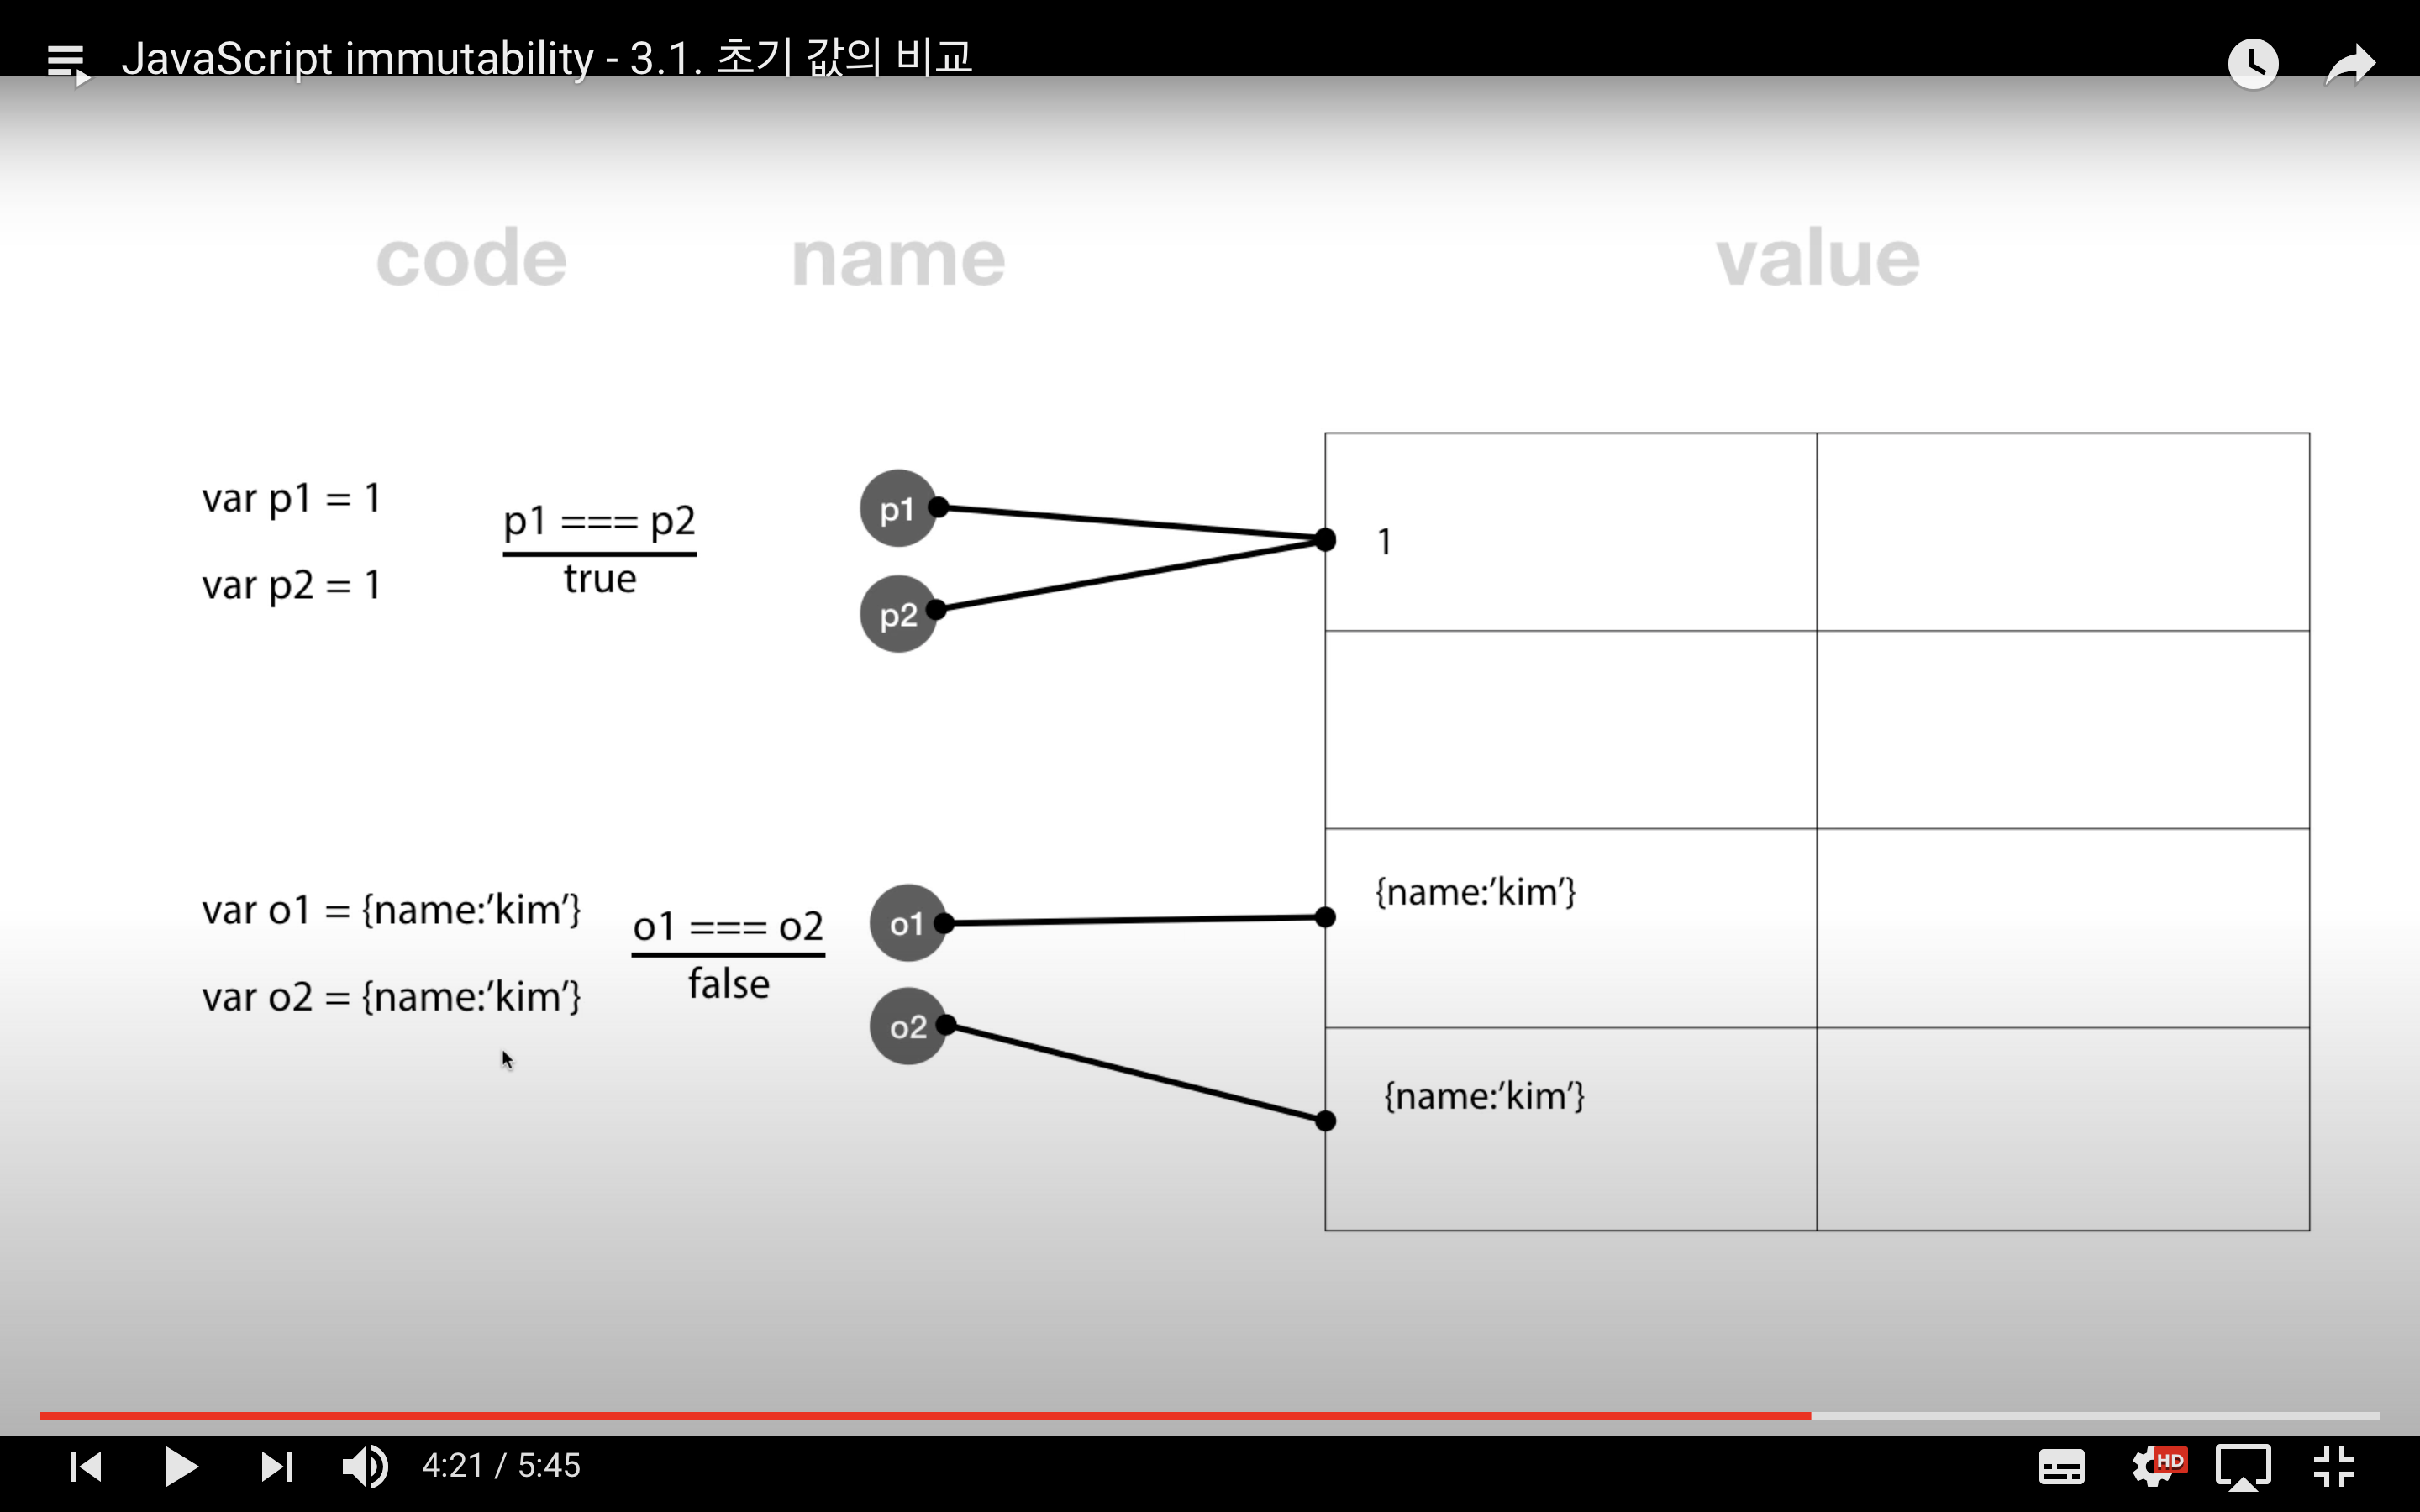 JavaScript immutability - 3.1. 초기 값의 비교
code name value
var p1 = 1
var p2 = 1
p1 === p2
true
p1
p2
1
var o1 = {name:’kim’}
var o2 = {name:’kim’}
o1 === o2
false
o1
o2
{name:’kim’}
{name:’kim’}
4:21 / 5:45
HD